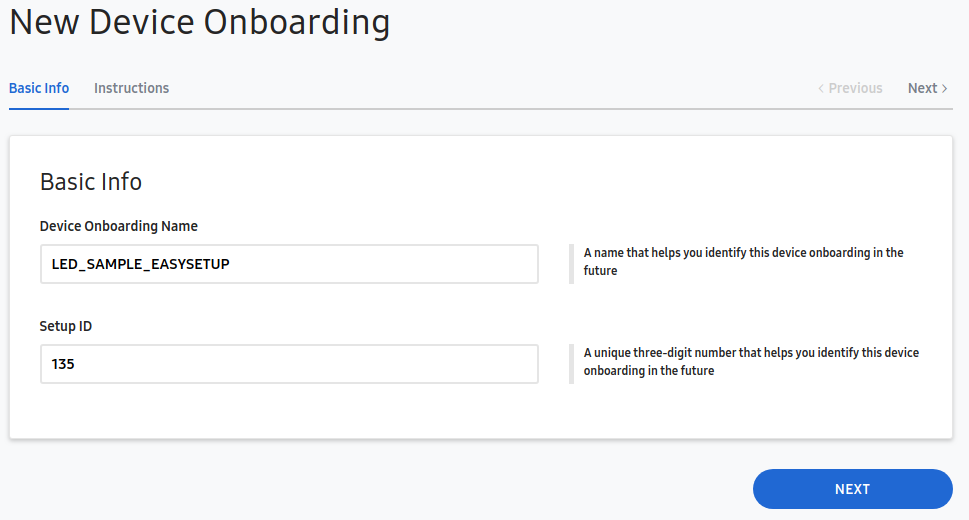 New Device Onboarding
Basic Info Instructions < Previous Next >
Basic Info
Device Onboarding Name
LED_SAMPLE_EASYSETUP
A name that helps you identify this device onboarding in the
future
Setup ID
135
A unique three-digit number that helps you identify this device
onboarding in the future
NEXT